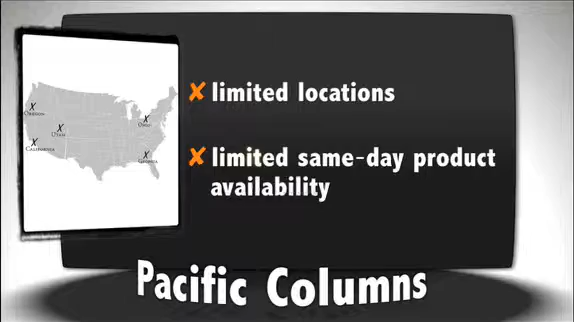 ✘ limited locations
✘ limited same-day product
availability
X
Oregon
X
Utah
X
California
X
Ohio
X
Georgia
Pacific Columns